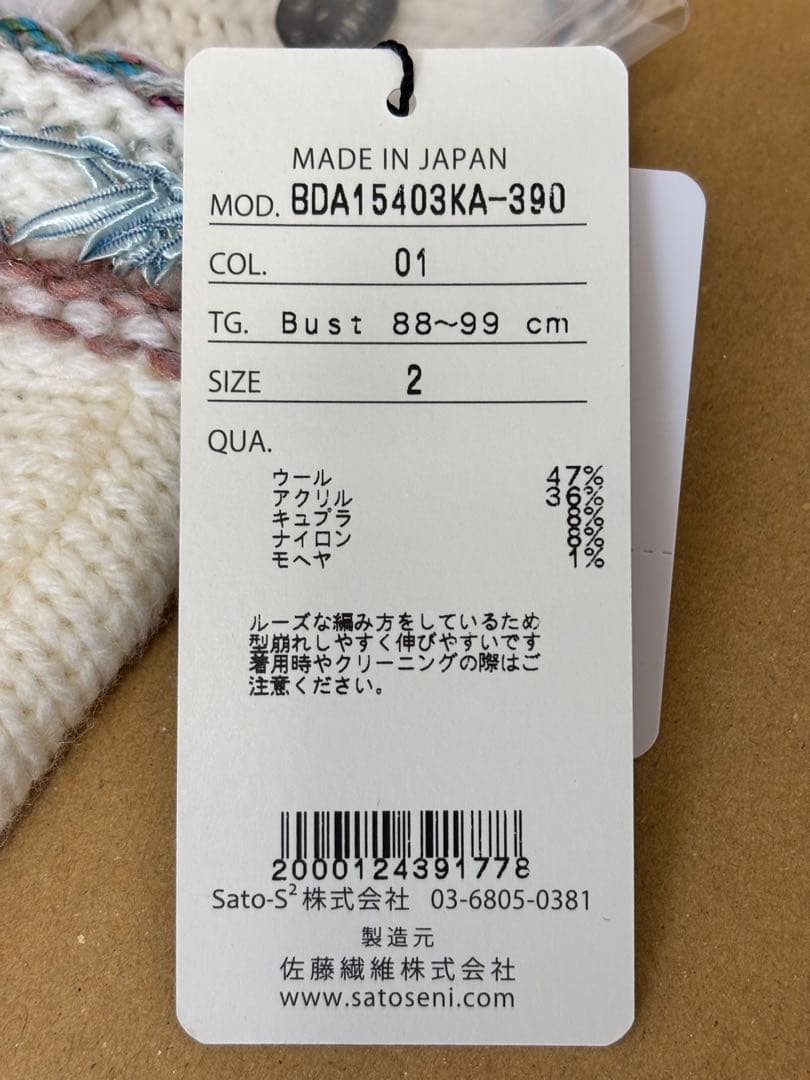 MADE IN JAPAN
MOD. BDA15403KA-390
COL. 01
TG. Bust 88~99 cm
SIZE 2
QUA.
ウール 47%
アクリル 36%
キュプラ 8%
ナイロン 8%
モヘヤ 1%
ルーズな編み方をしているため
型崩れしやすく伸びやすいです
着用時やクリーニングの際はご
注意ください。
2000124391778
Sato-S²株式会社 03-6805-0381
製造元
佐藤繊維株式会社
www.satoseni.com